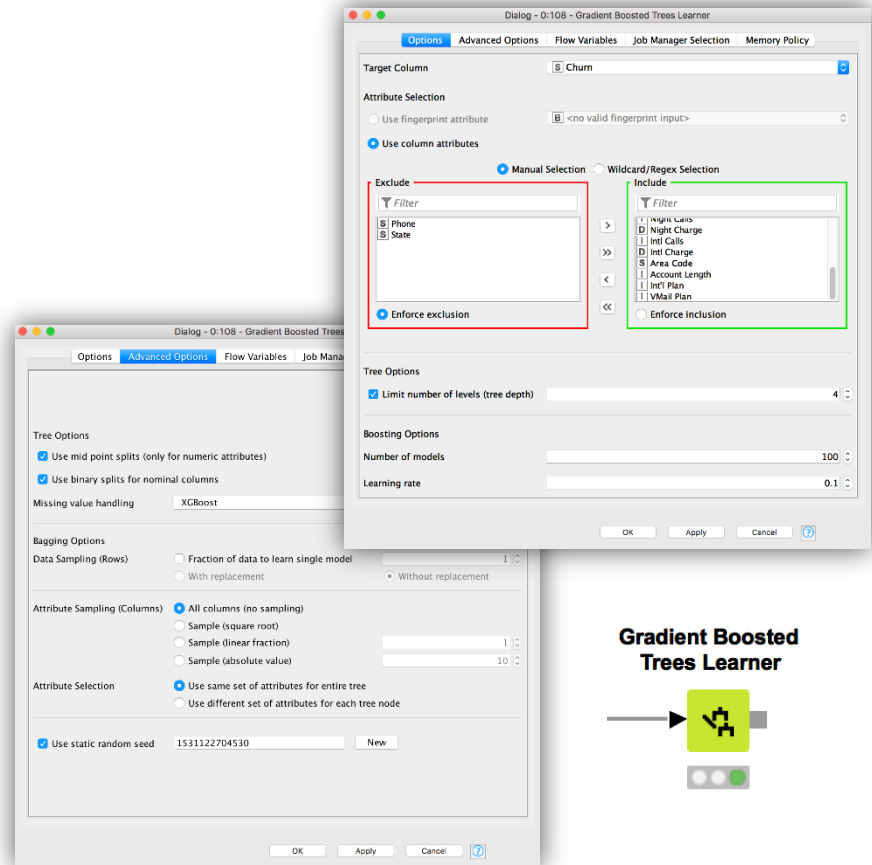 Dialog - 0:108 - Gradient Boosted Trees Learner
Options Advanced Options Flow Variables Job Manager Selection Memory Policy
Target Column S Churn
Attribute Selection
Use fingerprint attribute B <no valid fingerprint input>
Use column attributes
Manual Selection Wildcard/Regex Selection
Exclude Include
Filter Filter
S Phone
S State
I Night Calls
D Night Charge
I Intl Calls
D Intl Charge
S Area Code
I Account Length
I Int'l Plan
I VMail Plan
> 
>>
<
<<
Enforce exclusion Enforce inclusion
Tree Options
Limit number of levels (tree depth) 4
Boosting Options
Number of models 100
Learning rate 0.1
OK Apply Cancel ?
Dialog - 0:108 - Gradient Boosted Trees
Options Advanced Options Flow Variables Job Mana
Tree Options
Use mid point splits (only for numeric attributes)
Use binary splits for nominal columns
Missing value handling XGBoost
Bagging Options
Data Sampling (Rows) Fraction of data to learn single model 1
With replacement Without replacement
Attribute Sampling (Columns) All columns (no sampling)
Sample (square root)
Sample (linear fraction) 1
Sample (absolute value) 10
Attribute Selection Use same set of attributes for entire tree
Use different set of attributes for each tree node
Use static random seed 1531122704530 New
OK Apply Cancel ?
Gradient Boosted
Trees Learner